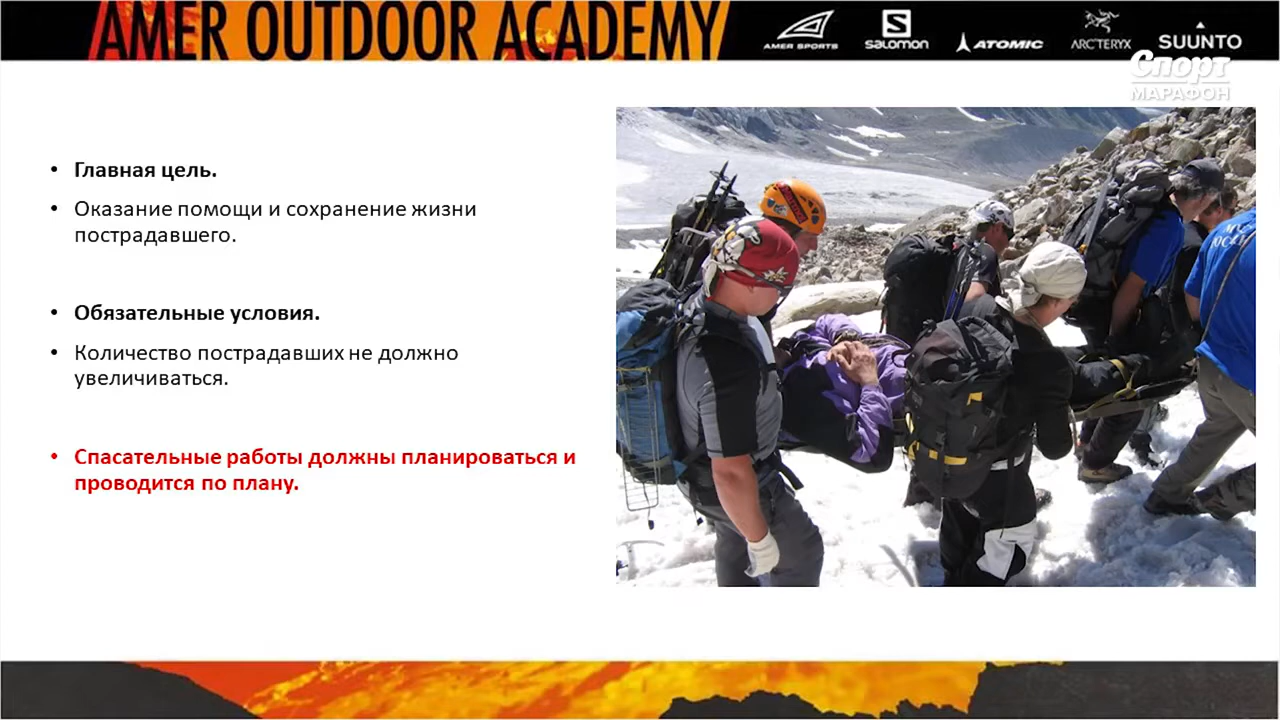 AMER OUTDOOR ACADEMY
AMER SPORTS
SALOMON
ATOMIC
ARC'TERYX
SUUNTO
Спорт
МАРАФОН
• Главная цель.
• Оказание помощи и сохранение жизни
пострадавшего.
• Обязательные условия.
• Количество пострадавших не должно
увеличиваться.
• Спасательные работы должны планироваться и
проводится по плану.